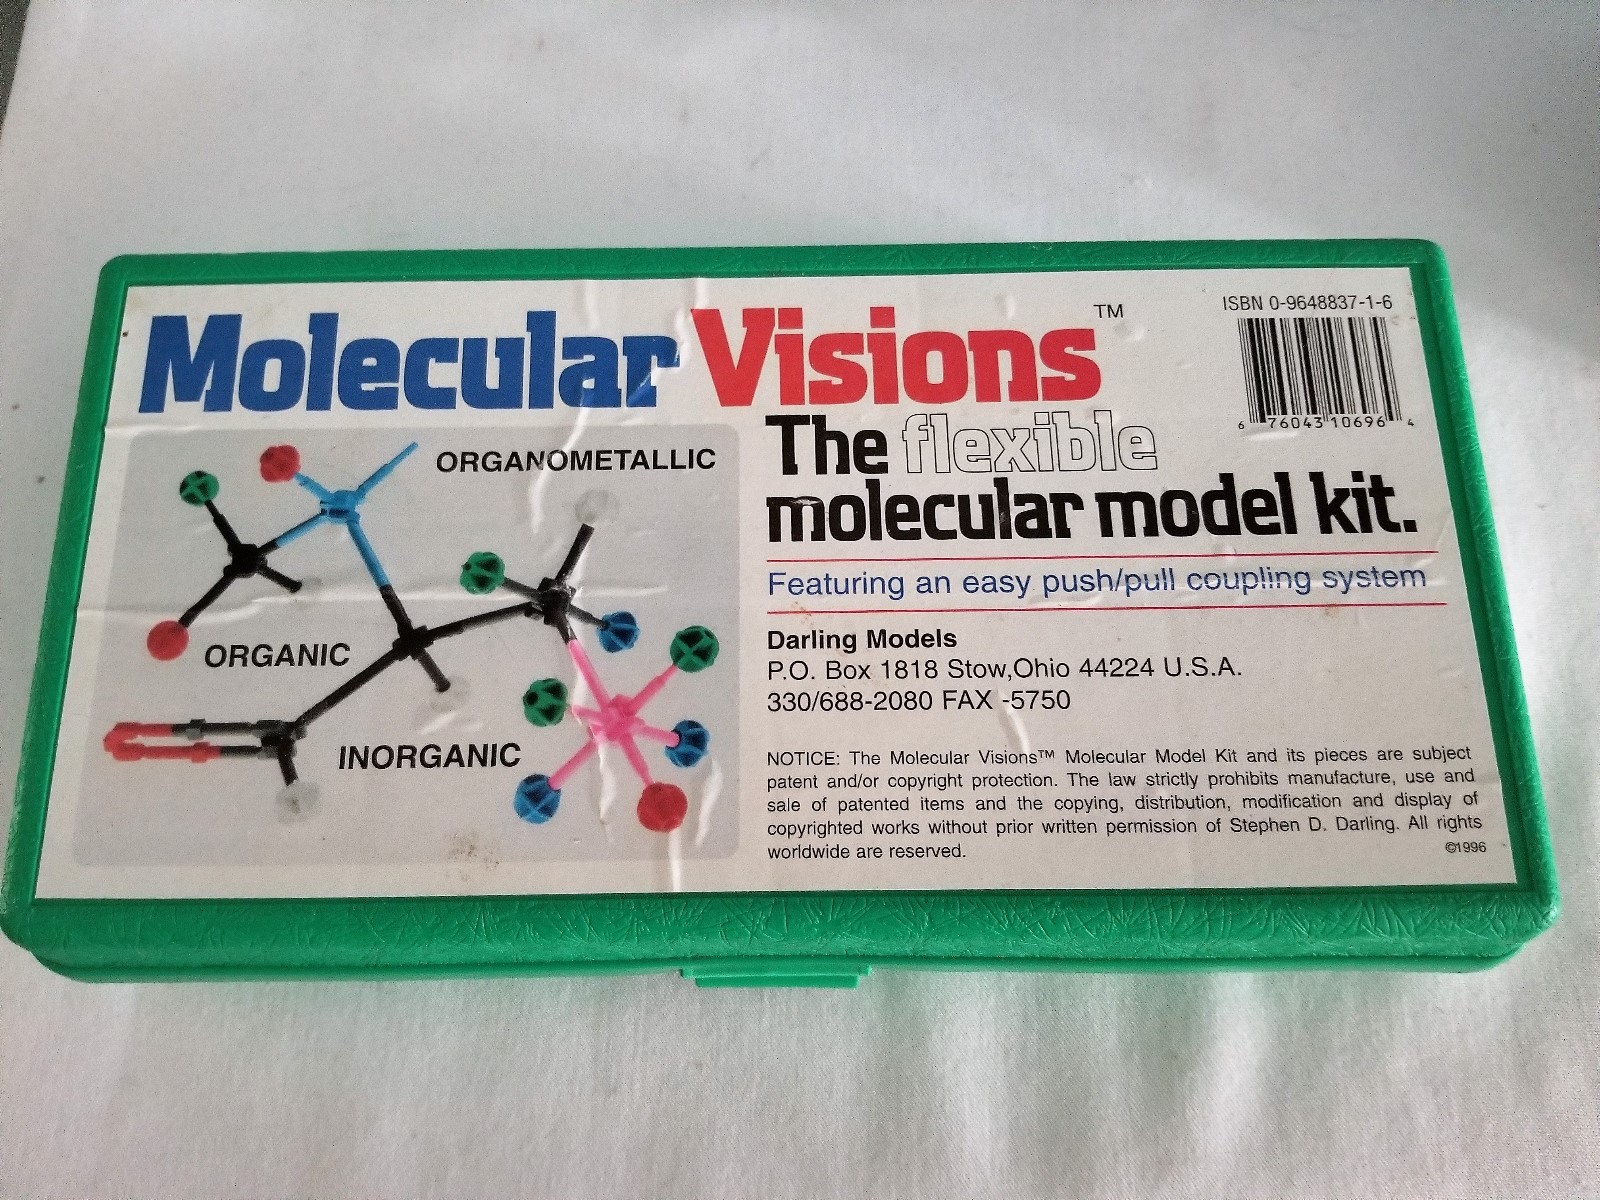 Molecular Visions™
ISBN 0-9648837-1-6
6 76043 10696 4
The flexible
molecular model kit.
Featuring an easy push/pull coupling system
Darling Models
P.O. Box 1818 Stow,Ohio 44224 U.S.A.
330/688-2080 FAX -5750
NOTICE: The Molecular Visions™ Molecular Model Kit and its pieces are subject
patent and/or copyright protection. The law strictly prohibits manufacture, use and
sale of patented items and the copying, distribution, modification and display of
copyrighted works without prior written permission of Stephen D. Darling. All rights
worldwide are reserved.
©1996
ORGANOMETALLIC
ORGANIC
INORGANIC